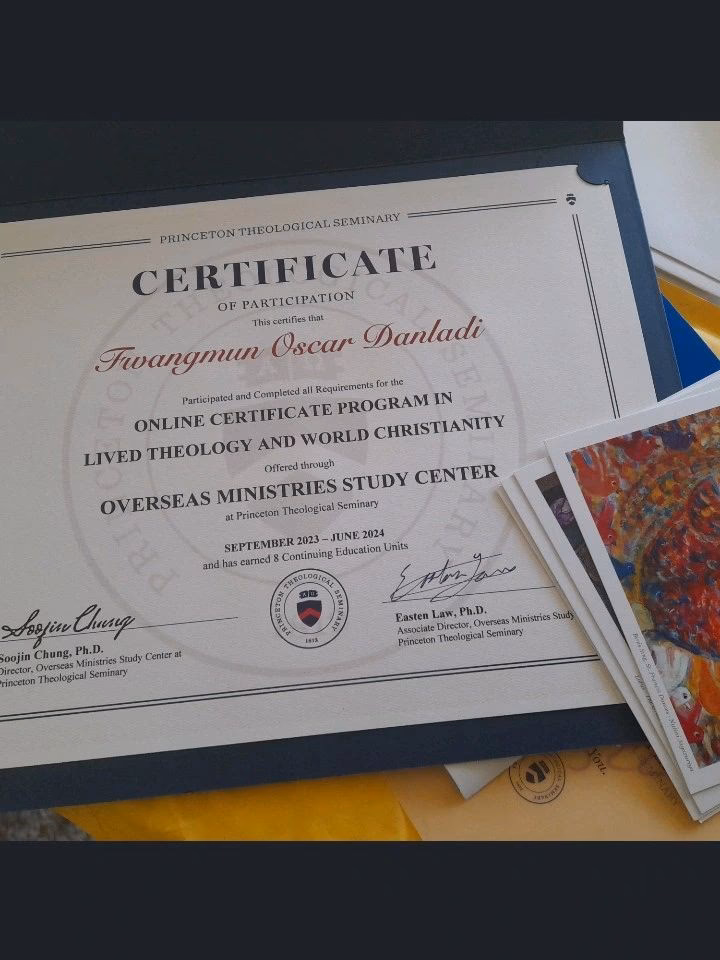 PRINCETON THEOLOGICAL SEMINARY
CERTIFICATE
OF PARTICIPATION
This certifies that
Fwangmun Oscar Danladi
Participated and Completed all Requirements for the
ONLINE CERTIFICATE PROGRAM IN
LIVED THEOLOGY AND WORLD CHRISTIANITY
Offered through
OVERSEAS MINISTRIES STUDY CENTER
at Princeton Theological Seminary
SEPTEMBER 2023 – JUNE 2024
and has earned 8 Continuing Education Units
Soojin Chung
Soojin Chung, Ph.D.
Director, Overseas Ministries Study Center at
Princeton Theological Seminary
PRINCETON THEOLOGICAL SEMINARY
1812
Easten Law, Ph.D.
Associate Director, Overseas Ministries Study
Princeton Theological Seminary
PRINCETON THEOLOGICAL SEMINARY
You.